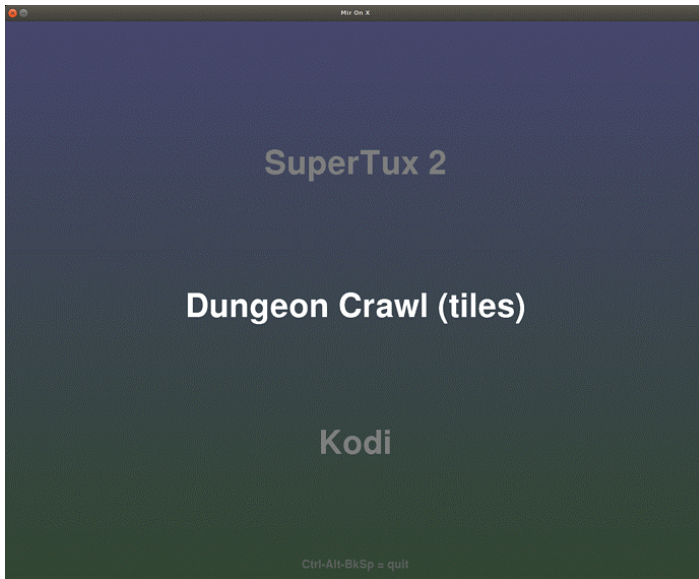 Mir On X
SuperTux 2
Dungeon Crawl (tiles)
Kodi
Ctrl-Alt-BkSp = quit